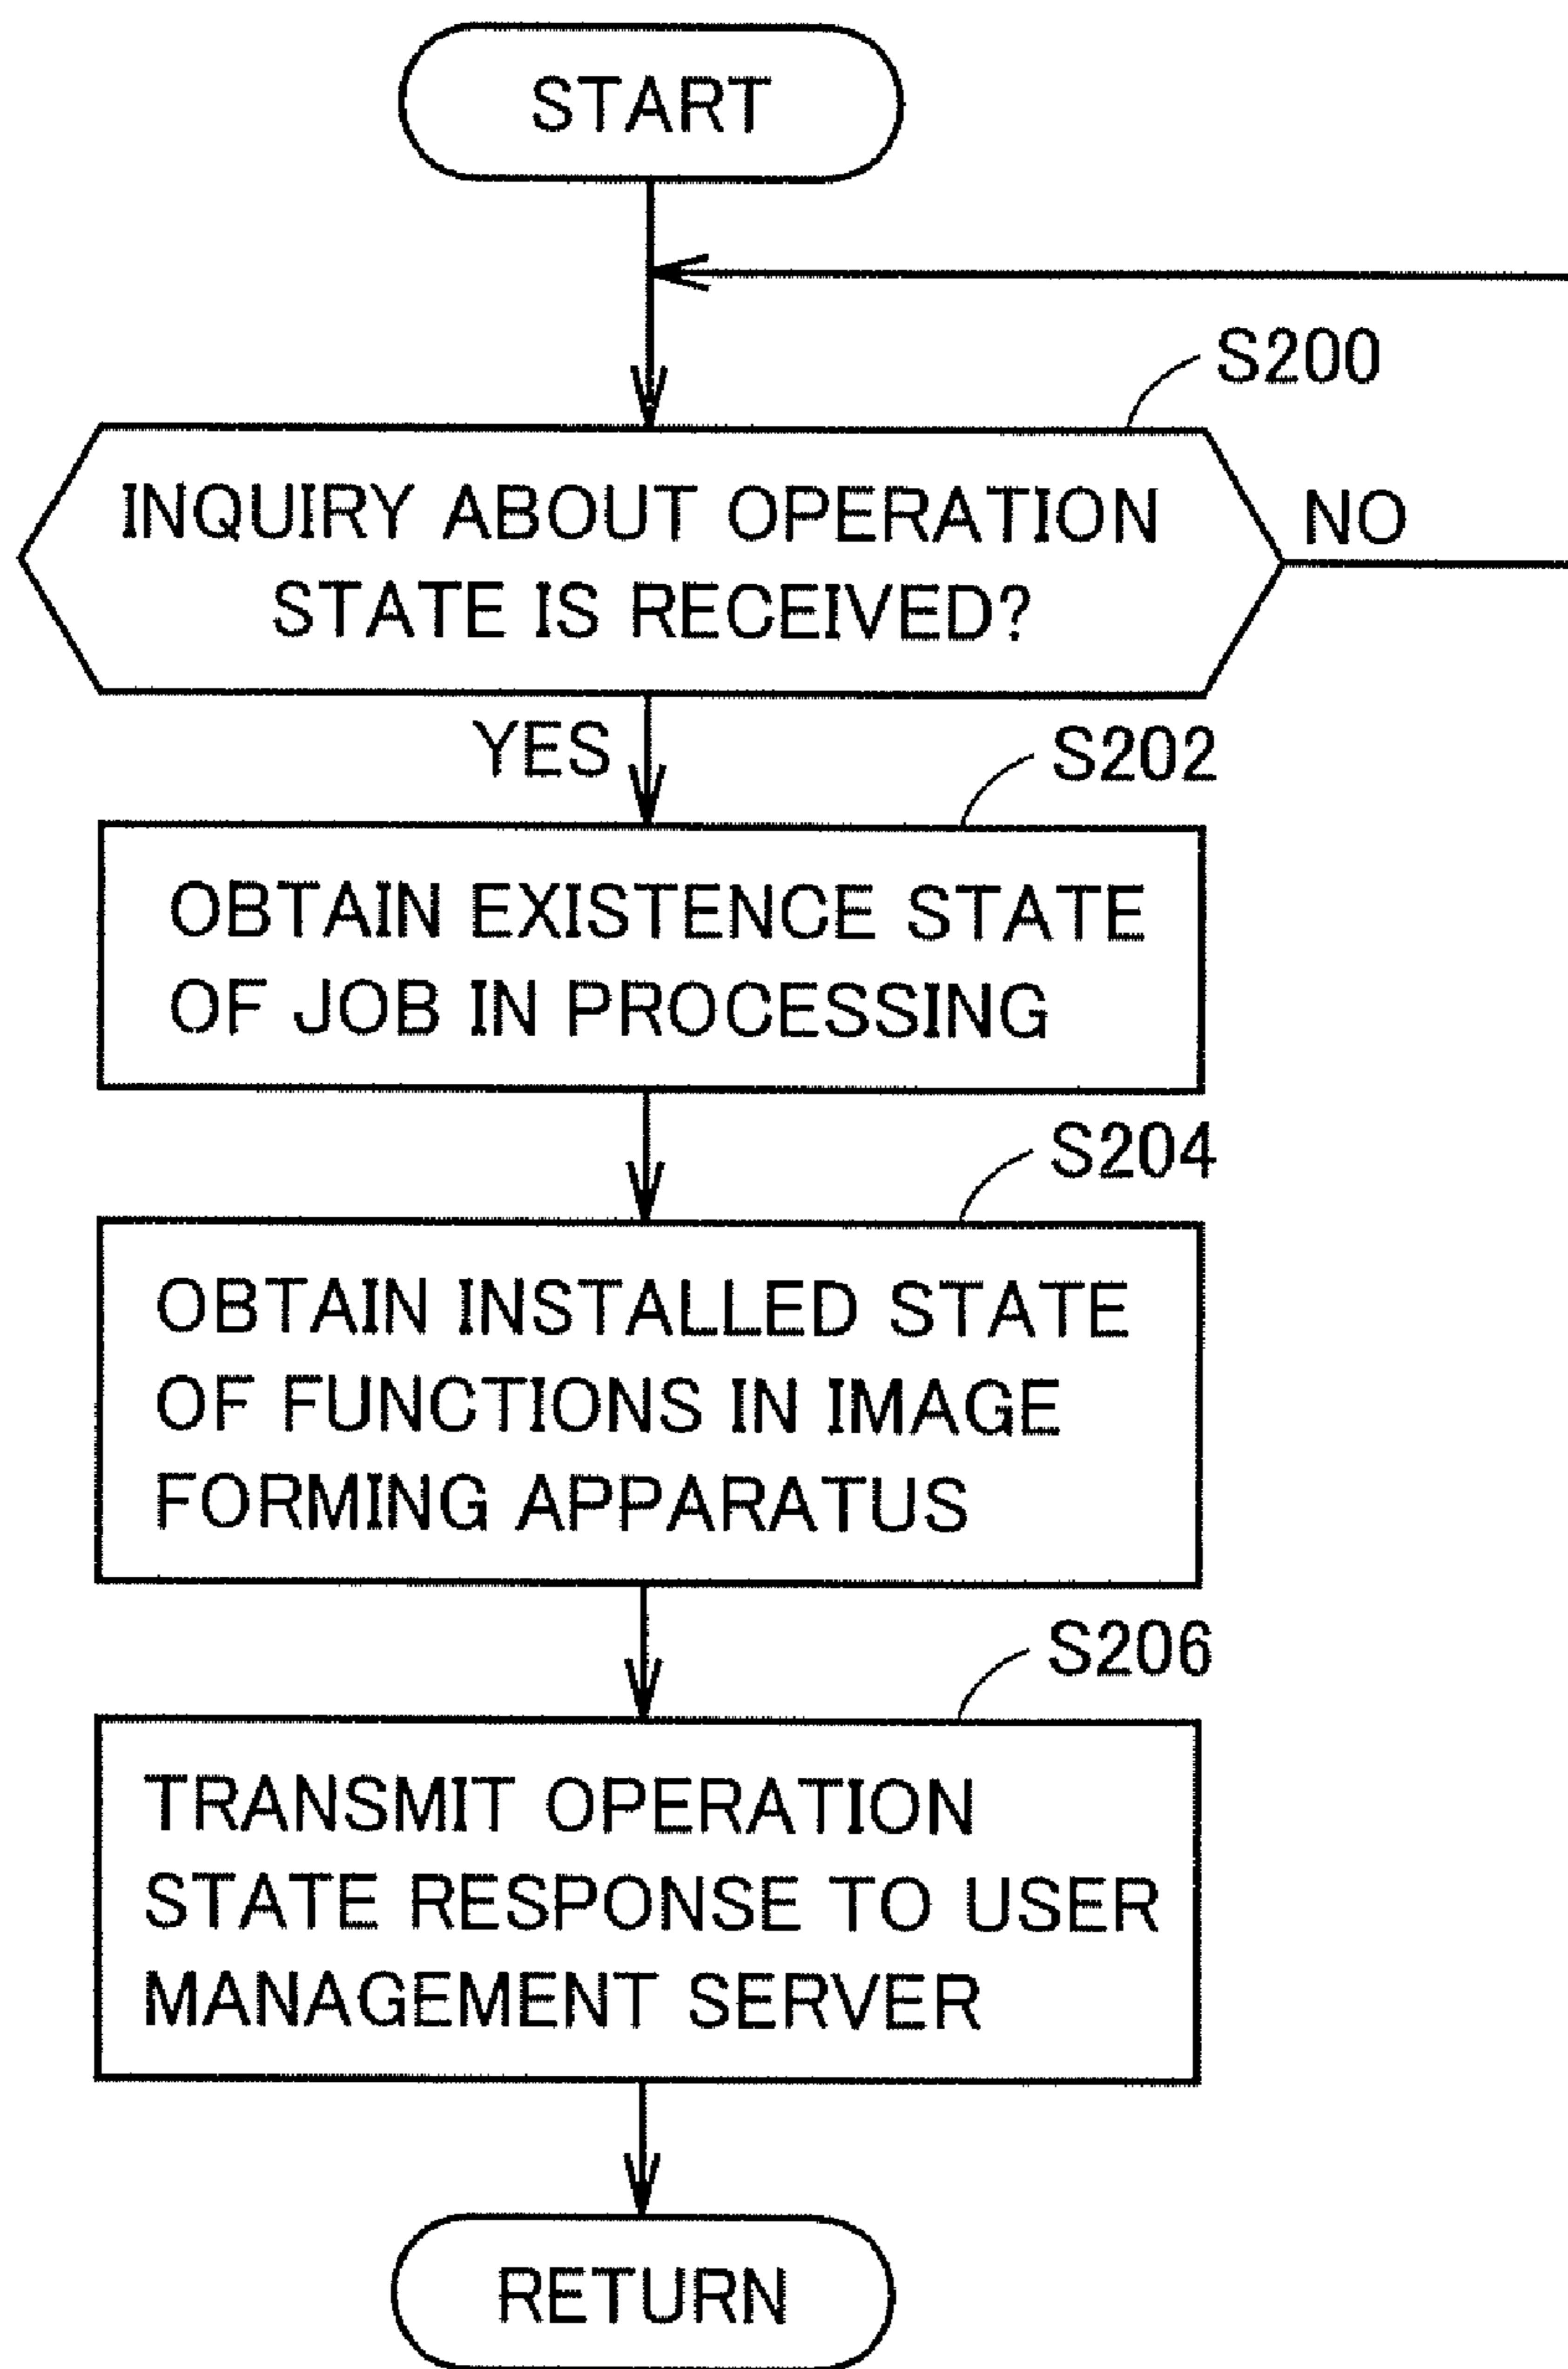 START
S200
INQUIRY ABOUT OPERATION
STATE IS RECEIVED?
NO
YES
S202
OBTAIN EXISTENCE STATE
OF JOB IN PROCESSING
S204
OBTAIN INSTALLED STATE
OF FUNCTIONS IN IMAGE
FORMING APPARATUS
S206
TRANSMIT OPERATION
STATE RESPONSE TO USER
MANAGEMENT SERVER
RETURN